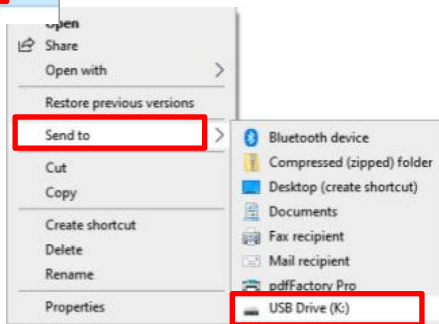 Open
Share
Open with
Restore previous versions
Send to
Cut
Copy
Create shortcut
Delete
Rename
Properties
Bluetooth device
Compressed (zipped) folder
Desktop (create shortcut)
Documents
Fax recipient
Mail recipient
pdfFactory Pro
USB Drive (K:)